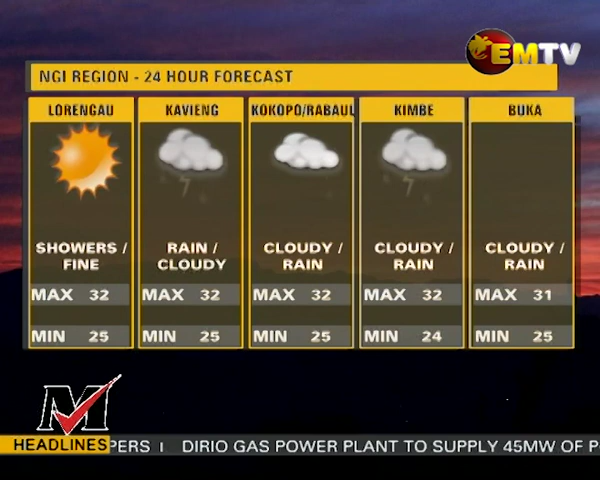 EMTV
NGI REGION - 24 HOUR FORECAST
LORENGAU
SHOWERS /
FINE
MAX 32
MIN 25
KAVIENG
RAIN /
CLOUDY
MAX 32
MIN 25
KOKOPO/RABAUL
CLOUDY /
RAIN
MAX 32
MIN 25
KIMBE
CLOUDY /
RAIN
MAX 32
MIN 24
BUKA
CLOUDY /
RAIN
MAX 31
MIN 25
M
HEADLINES PERS | DIRIO GAS POWER PLANT TO SUPPLY 45MW OF P